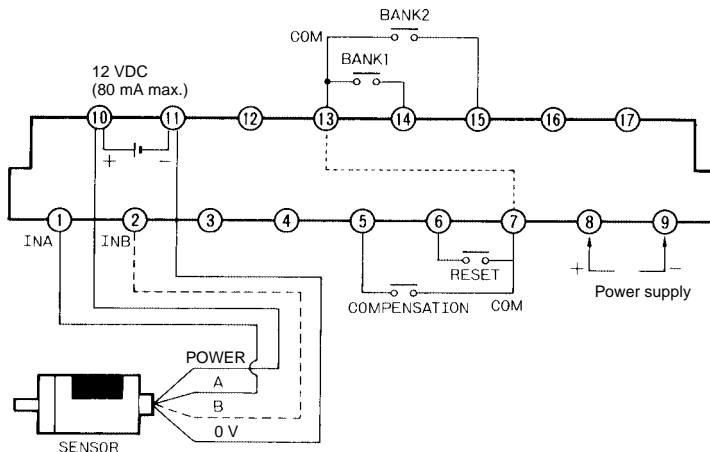 BANK2
COM
BANK1
12 VDC
(80 mA max.)
10 11 12 13 14 15 16 17
+ −
1 2 3 4 5 6 7 8 9
INA INB
RESET
+ −
COMPENSATION COM
Power supply
POWER
A
B
0 V
SENSOR